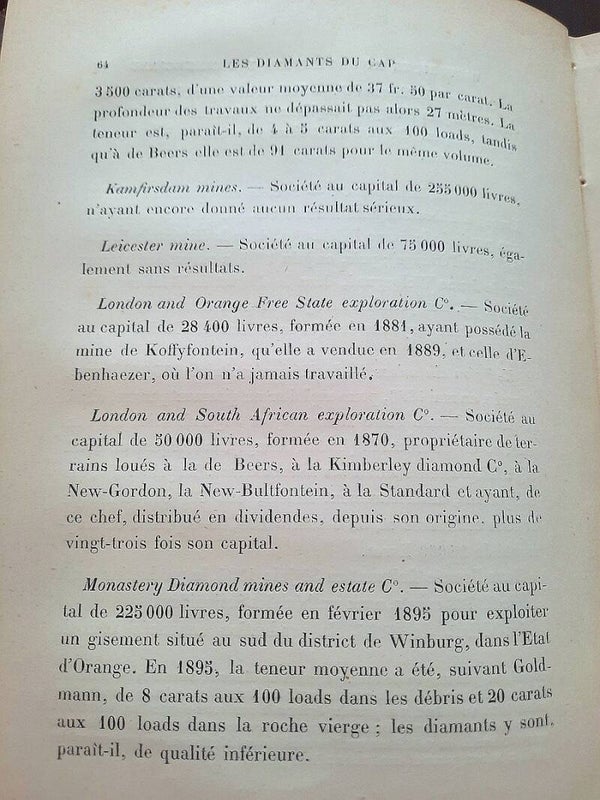 64 LES DIAMANTS DU CAP
3 500 carats, d'une valeur moyenne de 37 fr. 50 par carat. La
profondeur des travaux ne dépassait pas alors 27 mètres. La
teneur est, paraît-il, de 4 à 5 carats aux 100 loads, tandis
qu'à de Beers elle est de 91 carats pour le même volume.
Kamfirsdam mines. — Société au capital de 255 000 livres,
n'ayant encore donné aucun résultat sérieux.
Leicester mine. — Société au capital de 75 000 livres, éga-
lement sans résultats.
London and Orange Free State exploration C°. — Société
au capital de 28 400 livres, formée en 1881, ayant possédé la
mine de Koffyfontein, qu'elle a vendue en 1889, et celle d'E-
benhaezer, où l'on n'a jamais travaillé.
London and South African exploration C°. — Société au
capital de 50 000 livres, formée en 1870, propriétaire de ter-
rains loués à la de Beers, à la Kimberley diamond C°, à la
New-Gordon, la New-Bultfontein, à la Standard et ayant, de
ce chef, distribué en dividendes, depuis son origine, plus de
vingt-trois fois son capital.
Monastery Diamond mines and estate C°. — Société au capi-
tal de 225 000 livres, formée en février 1895 pour exploiter
un gisement situé au sud du district de Winburg, dans l'Etat
d'Orange. En 1895, la teneur moyenne a été, suivant Gold-
mann, de 8 carats aux 100 loads dans les débris et 20 carats
aux 100 loads dans la roche vierge ; les diamants y sont,
paraît-il, de qualité inférieure.